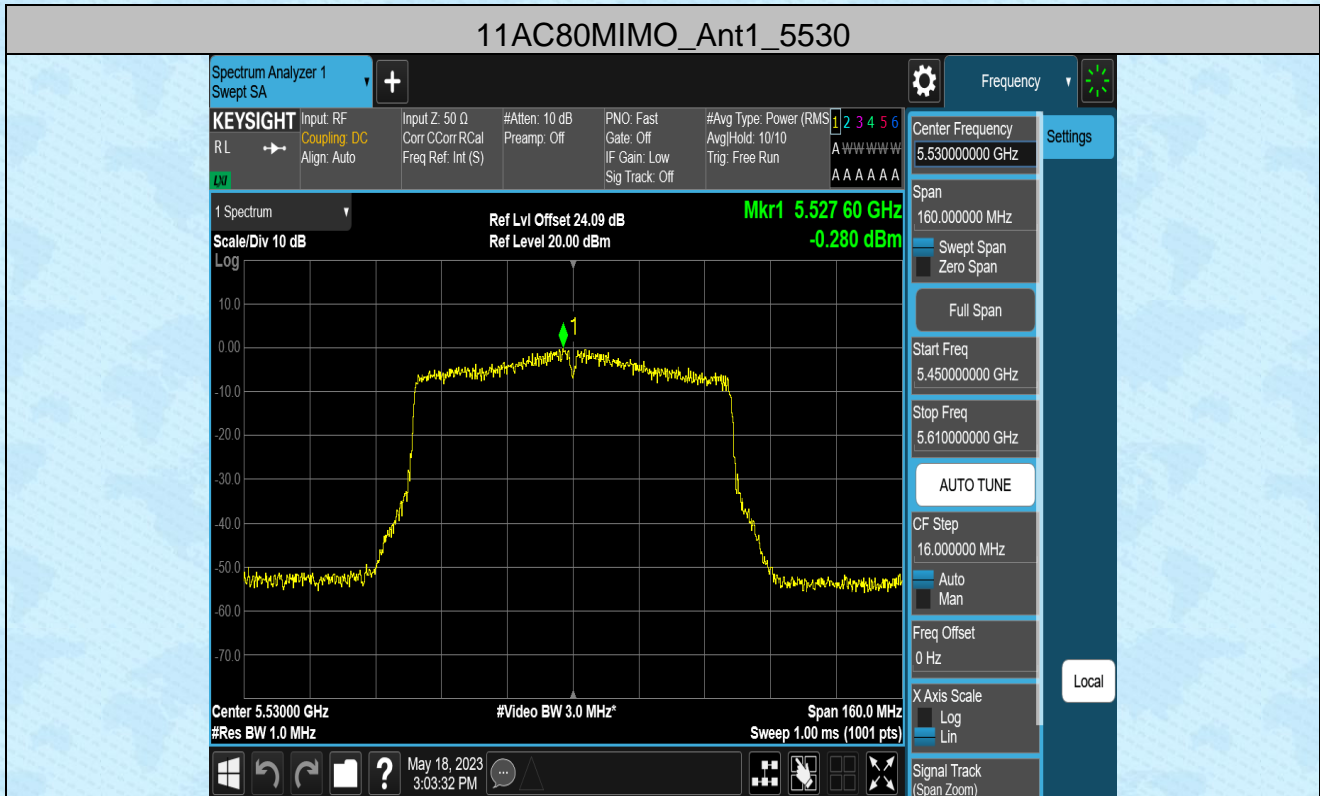 11AC80MIMO_Ant1_5530
Spectrum Analyzer 1
Swept SA
Frequency
KEYSIGHT
RL
LXI
Input: RF
Coupling: DC
Align: Auto
Input Z: 50 Ω
Corr CCorr RCal
Freq Ref: Int (S)
#Atten: 10 dB
Preamp: Off
PNO: Fast
Gate: Off
IF Gain: Low
Sig Track: Off
#Avg Type: Power (RMS
Avg|Hold: 10/10
Trig: Free Run
1 2 3 4 5 6
A W W W W W
A A A A A A
1 Spectrum
Scale/Div 10 dB
Log
Ref Lvl Offset 24.09 dB
Ref Level 20.00 dBm
Mkr1 5.527 60 GHz
-0.280 dBm
1
10.0
0.00
-10.0
-20.0
-30.0
-40.0
-50.0
-60.0
-70.0
Center 5.53000 GHz
#Res BW 1.0 MHz
#Video BW 3.0 MHz*
Span 160.0 MHz
Sweep 1.00 ms (1001 pts)
May 18, 2023
3:03:32 PM
Center Frequency
5.530000000 GHz
Settings
Span
160.000000 MHz
Swept Span
Zero Span
Full Span
Start Freq
5.450000000 GHz
Stop Freq
5.610000000 GHz
AUTO TUNE
CF Step
16.000000 MHz
Auto
Man
Freq Offset
0 Hz
X Axis Scale
Log
Lin
Local
Signal Track
(Span Zoom)